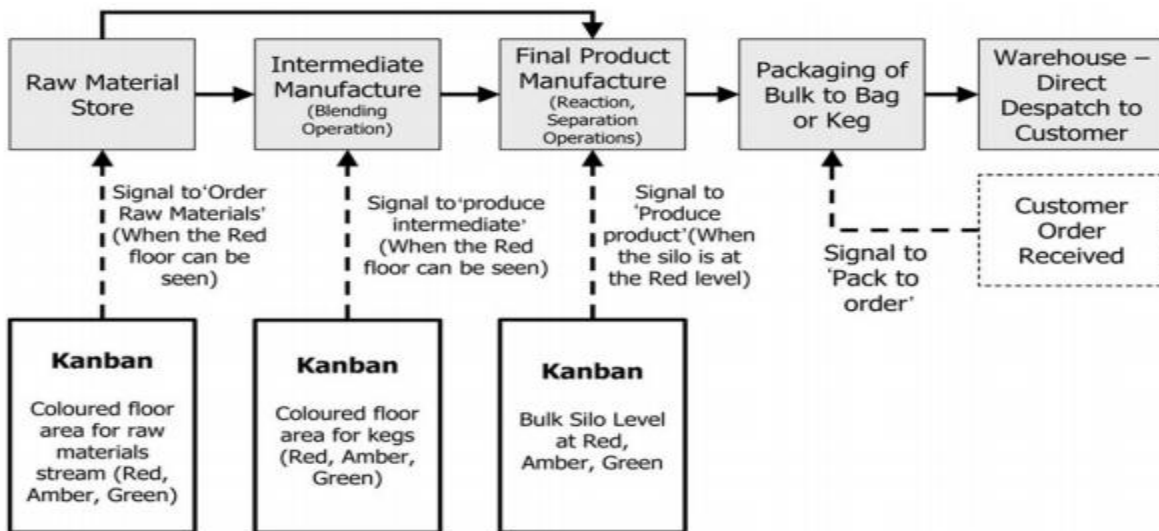 Raw Material
Store
Intermediate
Manufacture
(Blending
Operation)
Final Product
Manufacture
(Reaction,
Separation
Operations)
Packaging of
Bulk to Bag
or Keg
Warehouse –
Direct
Despatch to
Customer
Signal to‘Order
Raw Materials’
(When the Red
floor can be
seen)
Signal to‘produce
intermediate’
(When the Red
floor can be seen)
Signal to
‘Produce
product’(When
the silo is at
the Red level)
Signal to
‘Pack to
order’
Customer
Order
Received
Kanban
Coloured floor
area for raw
materials
stream (Red,
Amber, Green)
Kanban
Coloured floor
area for kegs
(Red, Amber,
Green)
Kanban
Bulk Silo Level
at Red,
Amber, Green